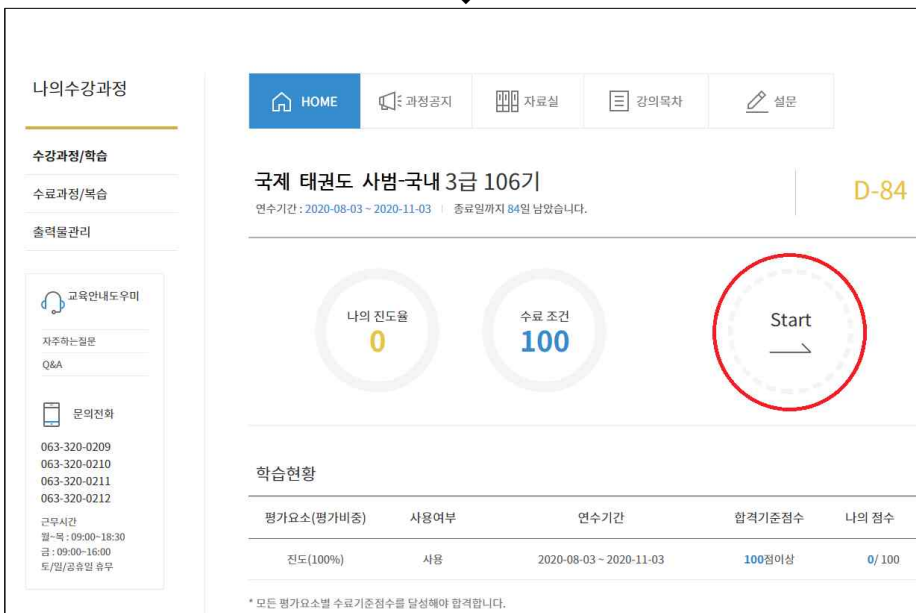 나의수강과정
수강과정/학습
수료과정/복습
출력물관리
교육안내도우미
자주하는질문
Q&A
문의전화
063-320-0209
063-320-0210
063-320-0211
063-320-0212
근무시간
월~목 : 09:00~18:30
금 : 09:00~16:00
토/일/공휴일 휴무
HOME 과정공지 자료실 강의목차 설문
국제 태권도 사범-국내 3급 106기
연수기간 : 2020-08-03 ~ 2020-11-03 | 종료일까지 84일 남았습니다.
D-84
나의 진도율
0
수료 조건
100
Start
학습현황
평가요소(평가비중) 사용여부 연수기간 합격기준점수 나의 점수
진도(100%) 사용 2020-08-03 ~ 2020-11-03 100점이상 0/ 100
* 모든 평가요소별 수료기준점수를 달성해야 합격합니다.